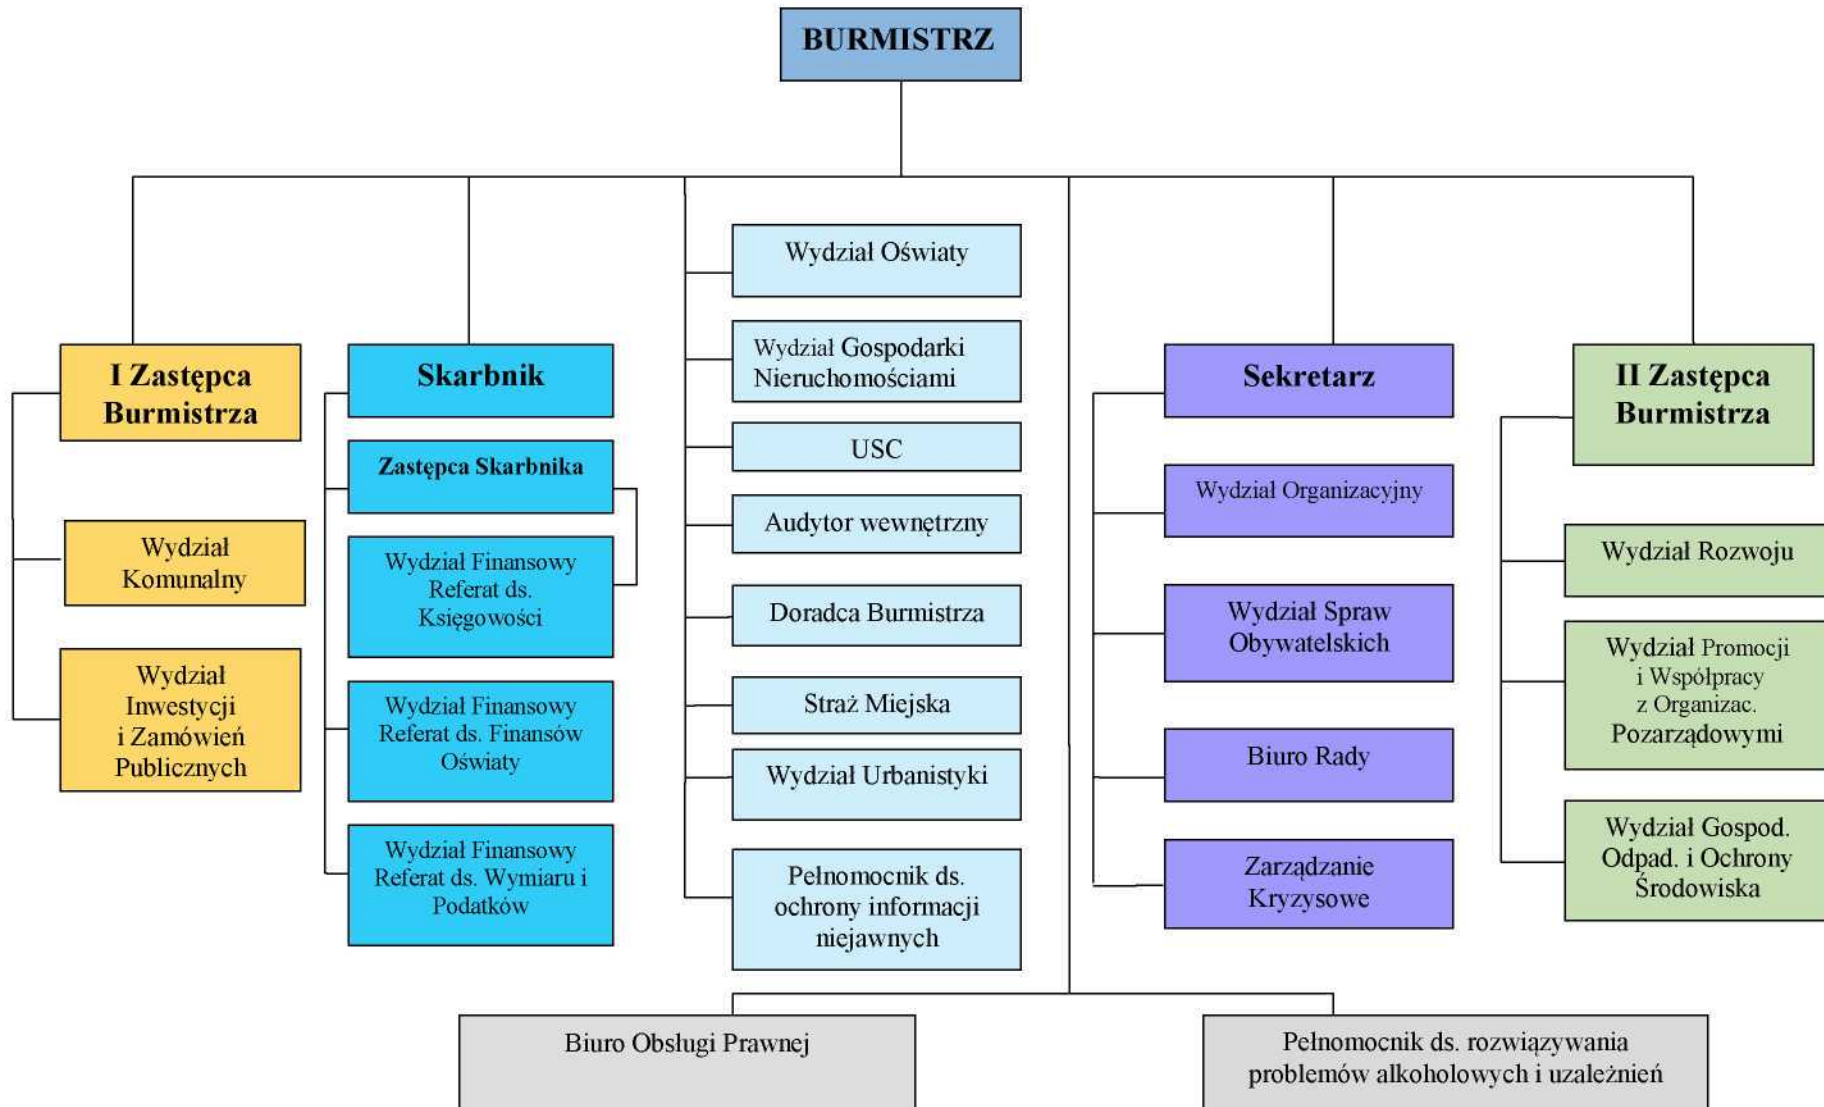 BURMISTRZ
I Zastępca
Burmistrza
Wydział
Komunalny
Wydział
Inwestycji
i Zamówień
Publicznych
Skarbnik
Zastępca Skarbnika
Wydział Finansowy
Referat ds.
Księgowości
Wydział Finansowy
Referat ds. Finansów
Oświaty
Wydział Finansowy
Referat ds. Wymiaru i
Podatków
Wydział Oświaty
Wydział Gospodarki
Nieruchomościami
USC
Audytor wewnętrzny
Doradca Burmistrza
Straż Miejska
Wydział Urbanistyki
Pełnomocnik ds.
ochrony informacji
niejawnych
Sekretarz
Wydział Organizacyjny
Wydział Spraw
Obywatelskich
Biuro Rady
Zarządzanie
Kryzysowe
II Zastępca
Burmistrza
Wydział Rozwoju
Wydział Promocji
i Współpracy
z Organizac.
Pozarządowymi
Wydział Gospod.
Odpad. i Ochrony
Środowiska
Biuro Obsługi Prawnej
Pełnomocnik ds. rozwiązywania
problemów alkoholowych i uzależnień